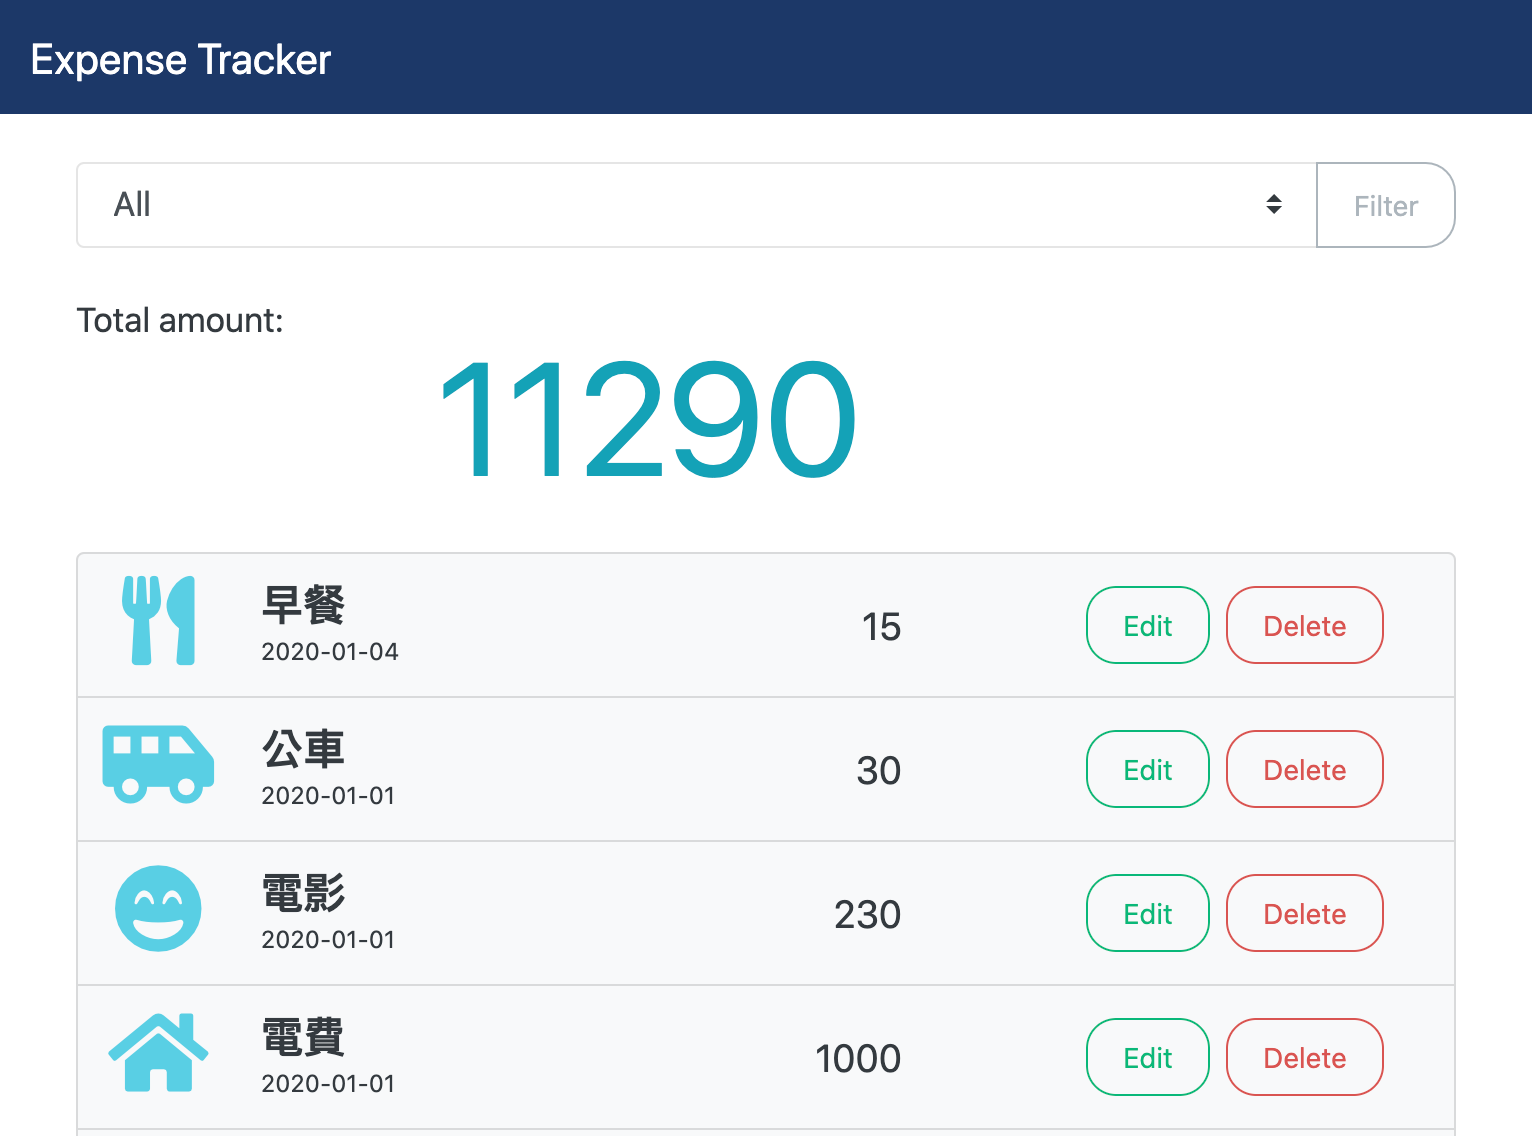 Expense Tracker
All
Filter
Total amount:
11290
早餐
2020-01-04
15
Edit
Delete
公車
2020-01-01
30
Edit
Delete
電影
2020-01-01
230
Edit
Delete
電費
2020-01-01
1000
Edit
Delete